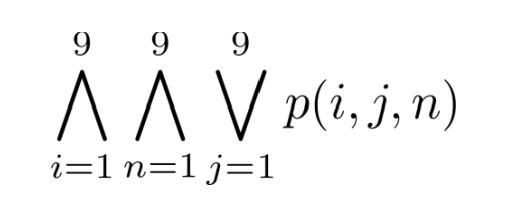 9 9 9
⋀ ⋀ ⋁ p(i, j, n)
i=1 n=1 j=1